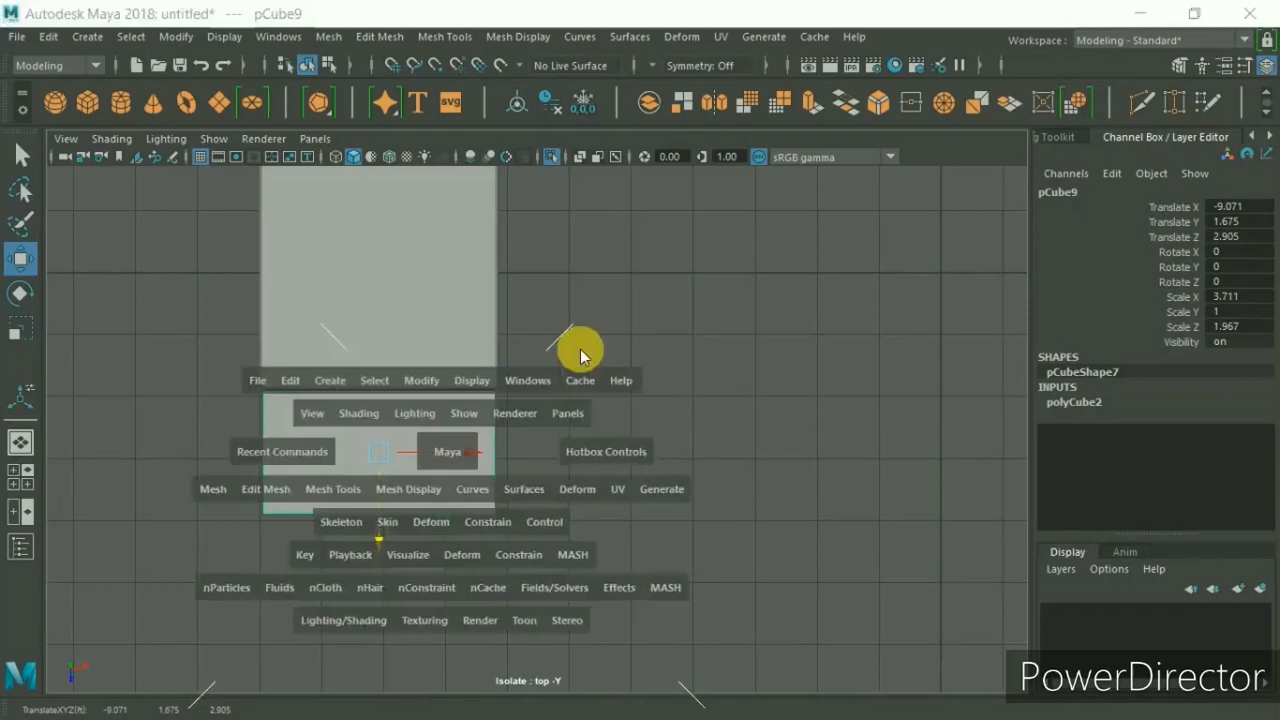 Autodesk Maya 2018: untitled* --- pCube9
File Edit Create Select Modify Display Windows Mesh Edit Mesh Mesh Tools Mesh Display Curves Surfaces Deform UV Generate Cache Help
Workspace : Modeling - Standard*
Modeling No Live Surface Symmetry: Off
T SVG 0,0,0
View Shading Lighting Show Renderer Panels
g Toolkit Channel Box / Layer Editor
0.00 1.00 sRGB gamma
Channels Edit Object Show
pCube9
Translate X -9.071
Translate Y 1.675
Translate Z 2.905
Rotate X 0
Rotate Y 0
Rotate Z 0
Scale X 3.711
Scale Y 1
Scale Z 1.967
Visibility on
SHAPES
pCubeShape7
INPUTS
polyCube2
File Edit Create Select Modify Display Windows Cache Help
View Shading Lighting Show Renderer Panels
Recent Commands Maya Hotbox Controls
Mesh Edit Mesh Mesh Tools Mesh Display Curves Surfaces Deform UV Generate
Skeleton Skin Deform Constrain Control
Key Playback Visualize Deform Constrain MASH
nParticles Fluids nCloth nHair nConstraint nCache Fields/Solvers Effects MASH
Lighting/Shading Texturing Render Toon Stereo
Display Anim
Layers Options Help
Isolate : top -Y
PowerDirector
TranslateXYZ(ft): -9.071 1.675 2.905